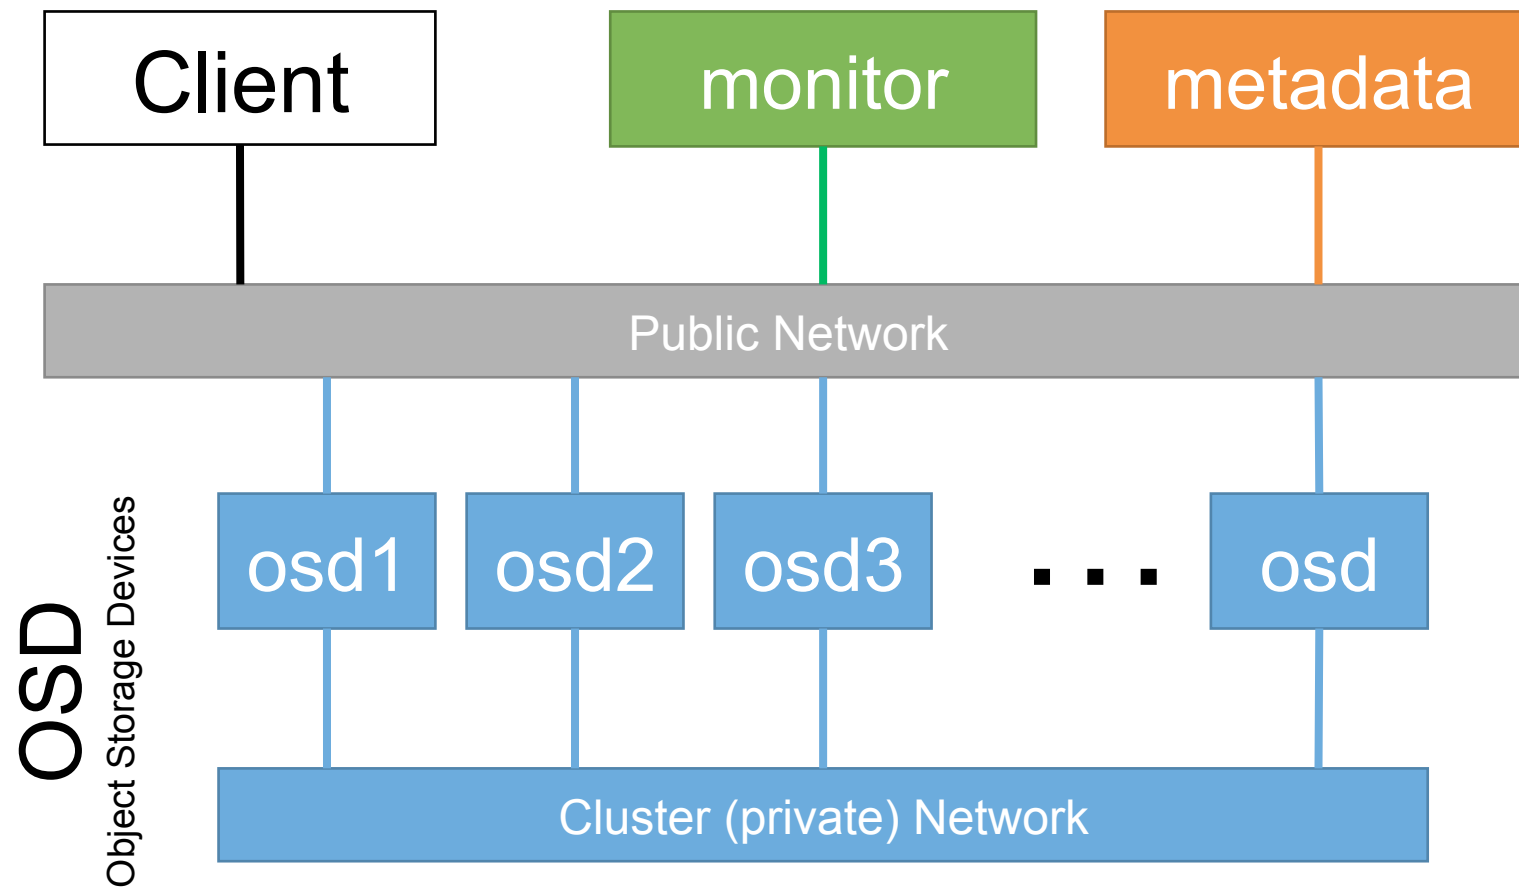 Client
monitor
metadata
Public Network
OSD
Object Storage Devices
osd1
osd2
osd3
...
osd
Cluster (private) Network